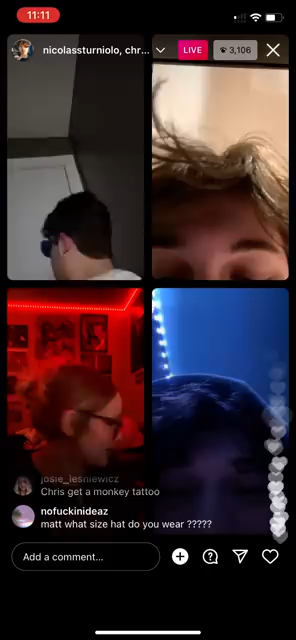 11:11
nicolassturniolo, chr...
LIVE
3,106
josie_lesniewicz
Chris get a monkey tattoo
nofuckinideaz
matt what size hat do you wear ?????
Add a comment...